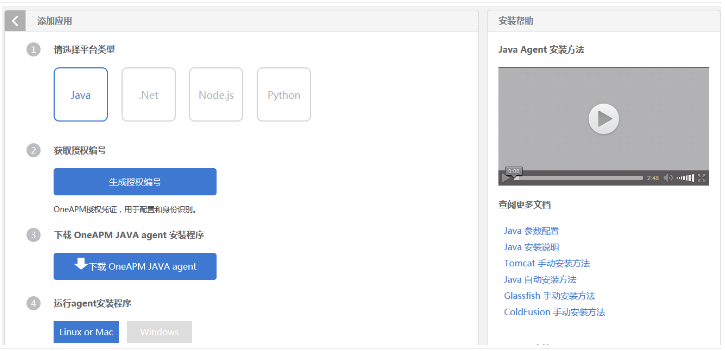 添加应用
1 请选择平台类型
Java .Net Node.js Python
2 获取授权编号
生成授权编号
OneAPM授权凭证，用于配置和身份识别。
3 下载 OneAPM JAVA agent 安装程序
下载 OneAPM JAVA agent
4 运行agent安装程序
Linux or Mac Windows
安装帮助
Java Agent 安装方法
0:00
2:48
查阅更多文档
Java 参数配置
Java 安装说明
Tomcat 手动安装方法
Java 自动安装方法
Glassfish 手动安装方法
ColdFusion 手动安装方法